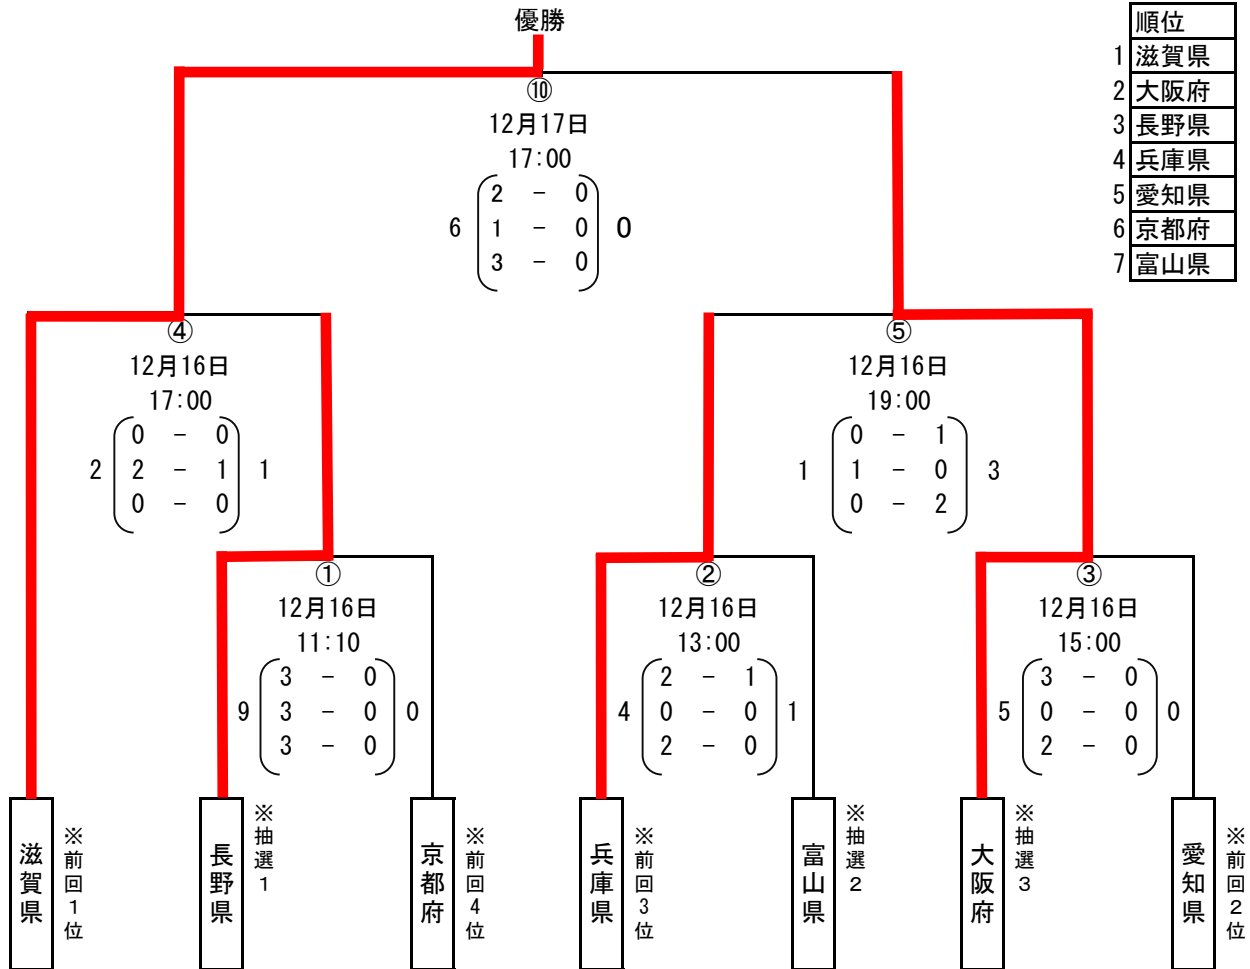 優勝
⑩
12月17日
17:00
2 － 0
6 1 － 0 0
3 － 0
順位
1 滋賀県
2 大阪府
3 長野県
4 兵庫県
5 愛知県
6 京都府
7 富山県
④
12月16日
17:00
0 － 0
2 2 － 1 1
0 － 0
⑤
12月16日
19:00
0 － 1
1 1 － 0 3
0 － 2
①
12月16日
11:10
3 － 0
9 3 － 0 0
3 － 0
②
12月16日
13:00
2 － 1
4 0 － 0 1
2 － 0
③
12月16日
15:00
3 － 0
5 0 － 0 0
2 － 0
滋賀県
※前回1位
長野県
※抽選1
京都府
※前回4位
兵庫県
※前回3位
富山県
※抽選2
大阪府
※抽選3
愛知県
※前回2位